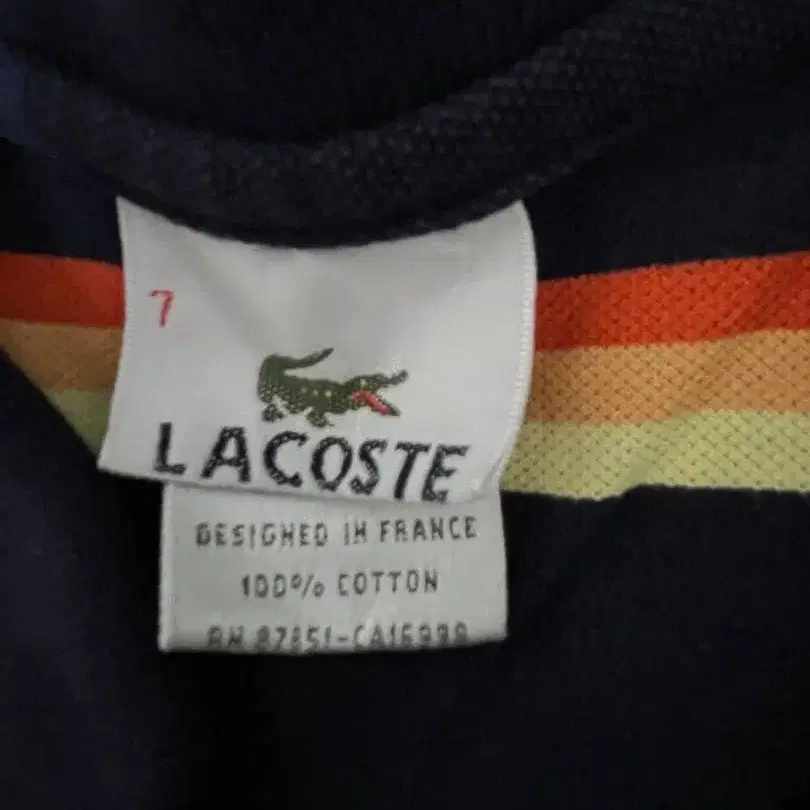 7
LACOSTE
DESIGNED IN FRANCE
100% COTTON